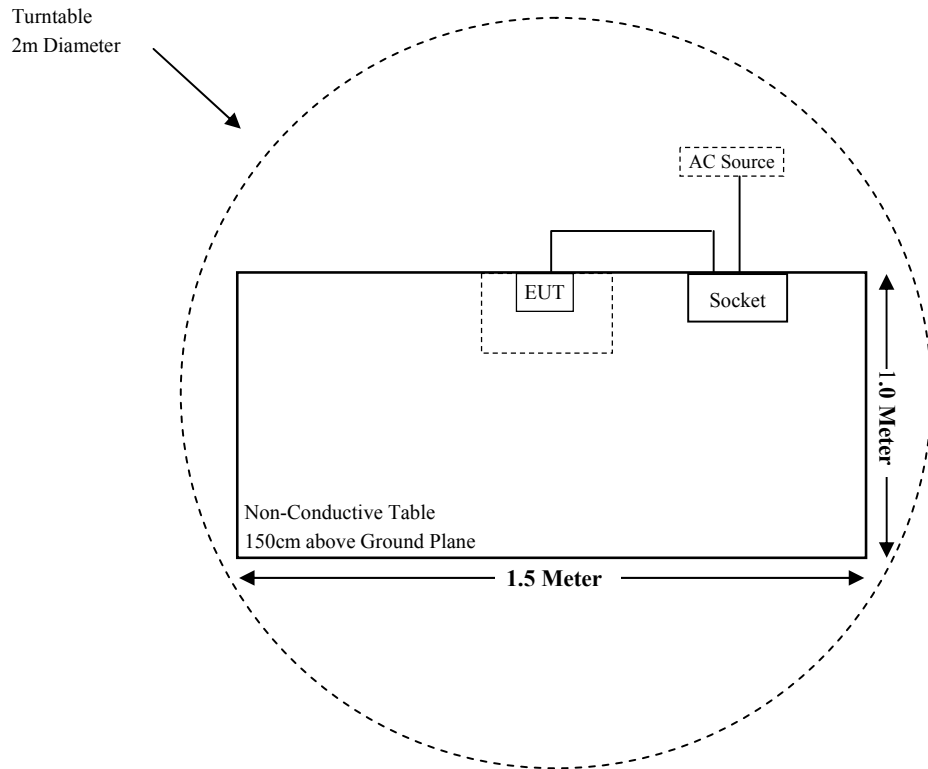 Turntable
2m Diameter
AC Source
EUT
Socket
1.0 Meter
Non-Conductive Table
150cm above Ground Plane
1.5 Meter